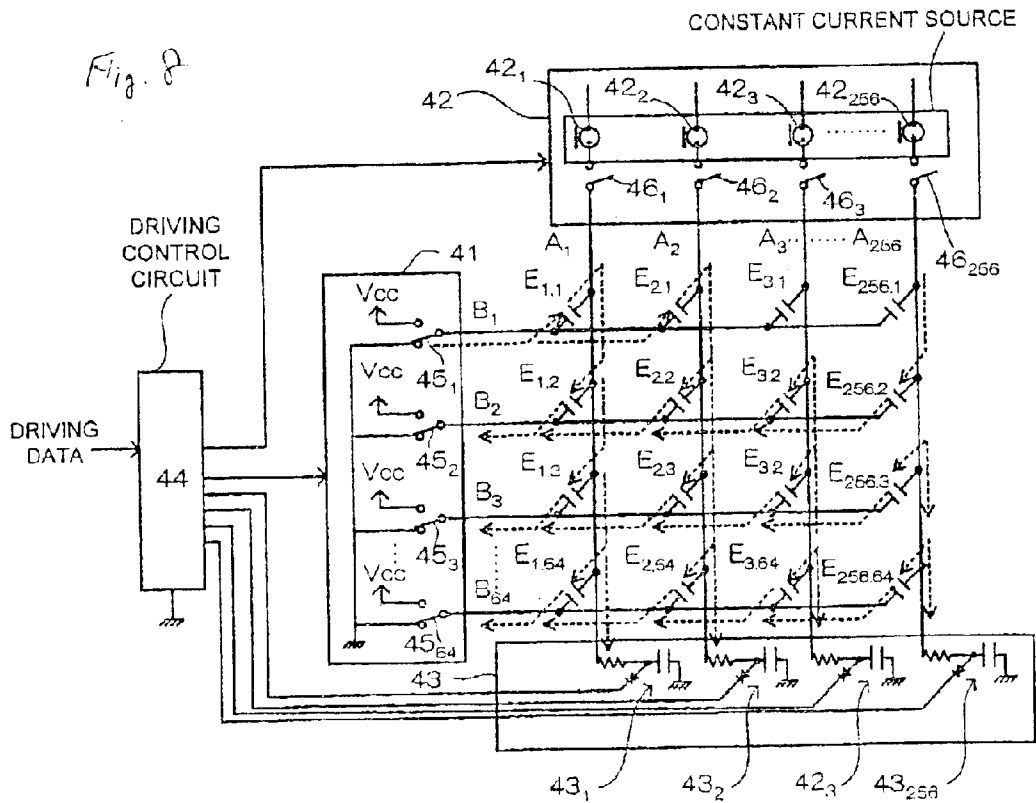 Fig. 8
CONSTANT CURRENT SOURCE
42
42₁
42₂
42₃
42₂₅₆
46₁
46₂
46₃
46₂₅₆
DRIVING
CONTROL
CIRCUIT
41
A₁
A₂
A₃
A₂₅₆
Vcc
B₁
E₁.₁
E₂.₁
E₃.₁
E₂₅₆.₁
45₁
Vcc
B₂
E₁.₂
E₂.₂
E₃.₂
E₂₅₆.₂
45₂
DRIVING
DATA
44
Vcc
B₃
E₁.₃
E₂.₃
E₃.₂
E₂₅₆.₃
45₃
Vcc
B₆₄
E₁.₆₄
E₂.₆₄
E₃.₆₄
E₂₅₆.₆₄
45₆₄
43
43₁
43₂
42₃
43₂₅₆